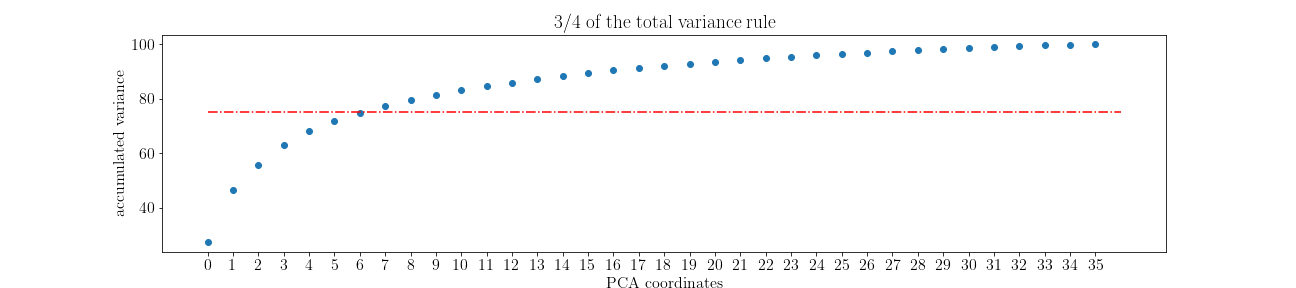 3/4 of the total variance rule
100
80
60
40
accumulated variance
0 1 2 3 4 5 6 7 8 9 10 11 12 13 14 15 16 17 18 19 20 21 22 23 24 25 26 27 28 29 30 31 32 33 34 35
PCA coordinates